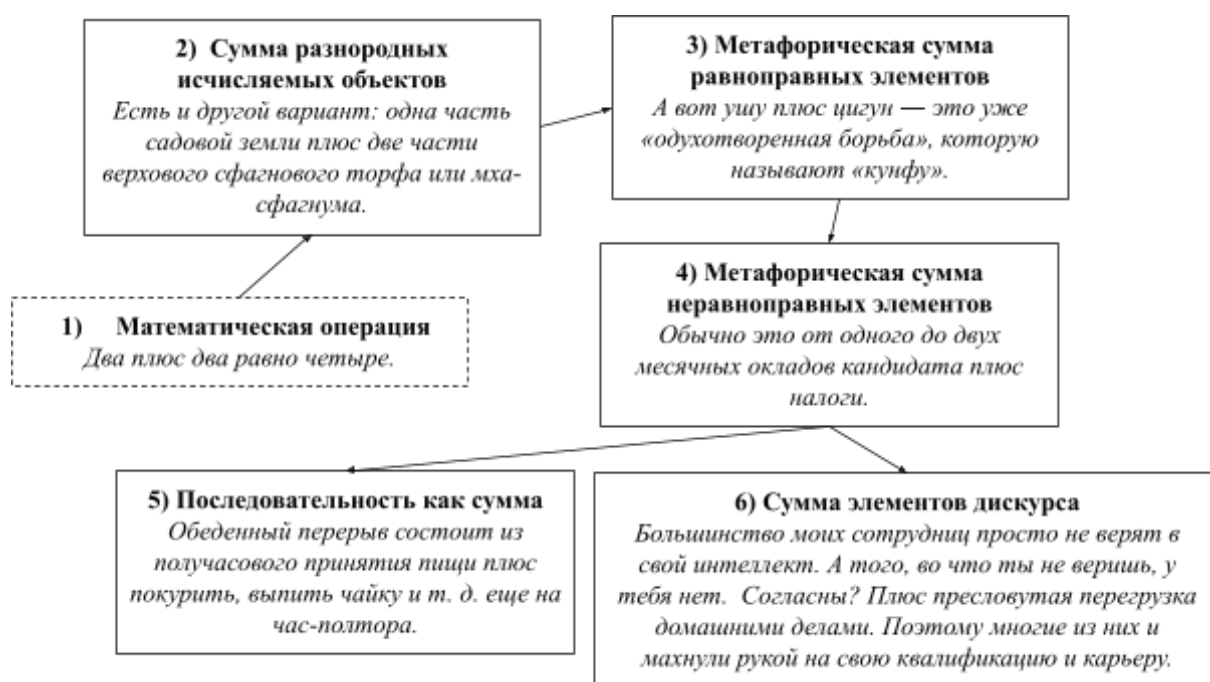 1) Математическая операция
Два плюс два равно четыре.
2) Сумма разнородных
исчисляемых объектов
Есть и другой вариант: одна часть
садовой земли плюс две части
верхового сфагнового торфа или мха-
сфагнума.
3) Метафорическая сумма
равноправных элементов
А вот ушу плюс цигун — это уже
«одухотворенная борьба», которую
называют «кунфу».
4) Метафорическая сумма
неравноправных элементов
Обычно это от одного до двух
месячных окладов кандидата плюс
налоги.
5) Последовательность как сумма
Обеденный перерыв состоит из
получасового принятия пищи плюс
покурить, выпить чайку и т. д. еще на
час-полтора.
6) Сумма элементов дискурса
Большинство моих сотрудниц просто не верят в
свой интеллект. А того, во что ты не веришь, у
тебя нет. Согласны? Плюс пресловутая перегрузка
домашними делами. Поэтому многие из них и
махнули рукой на свою квалификацию и карьеру.